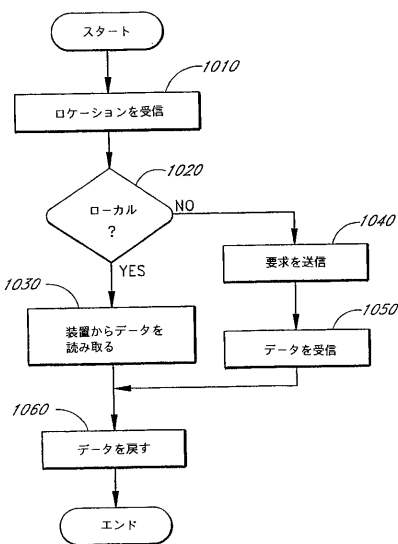 スタート
1010
ロケーションを受信
1020
ローカル
?
NO
YES
1040
要求を送信
1030
装置からデータを
読み取る
1050
データを受信
1060
データを戻す
エンド